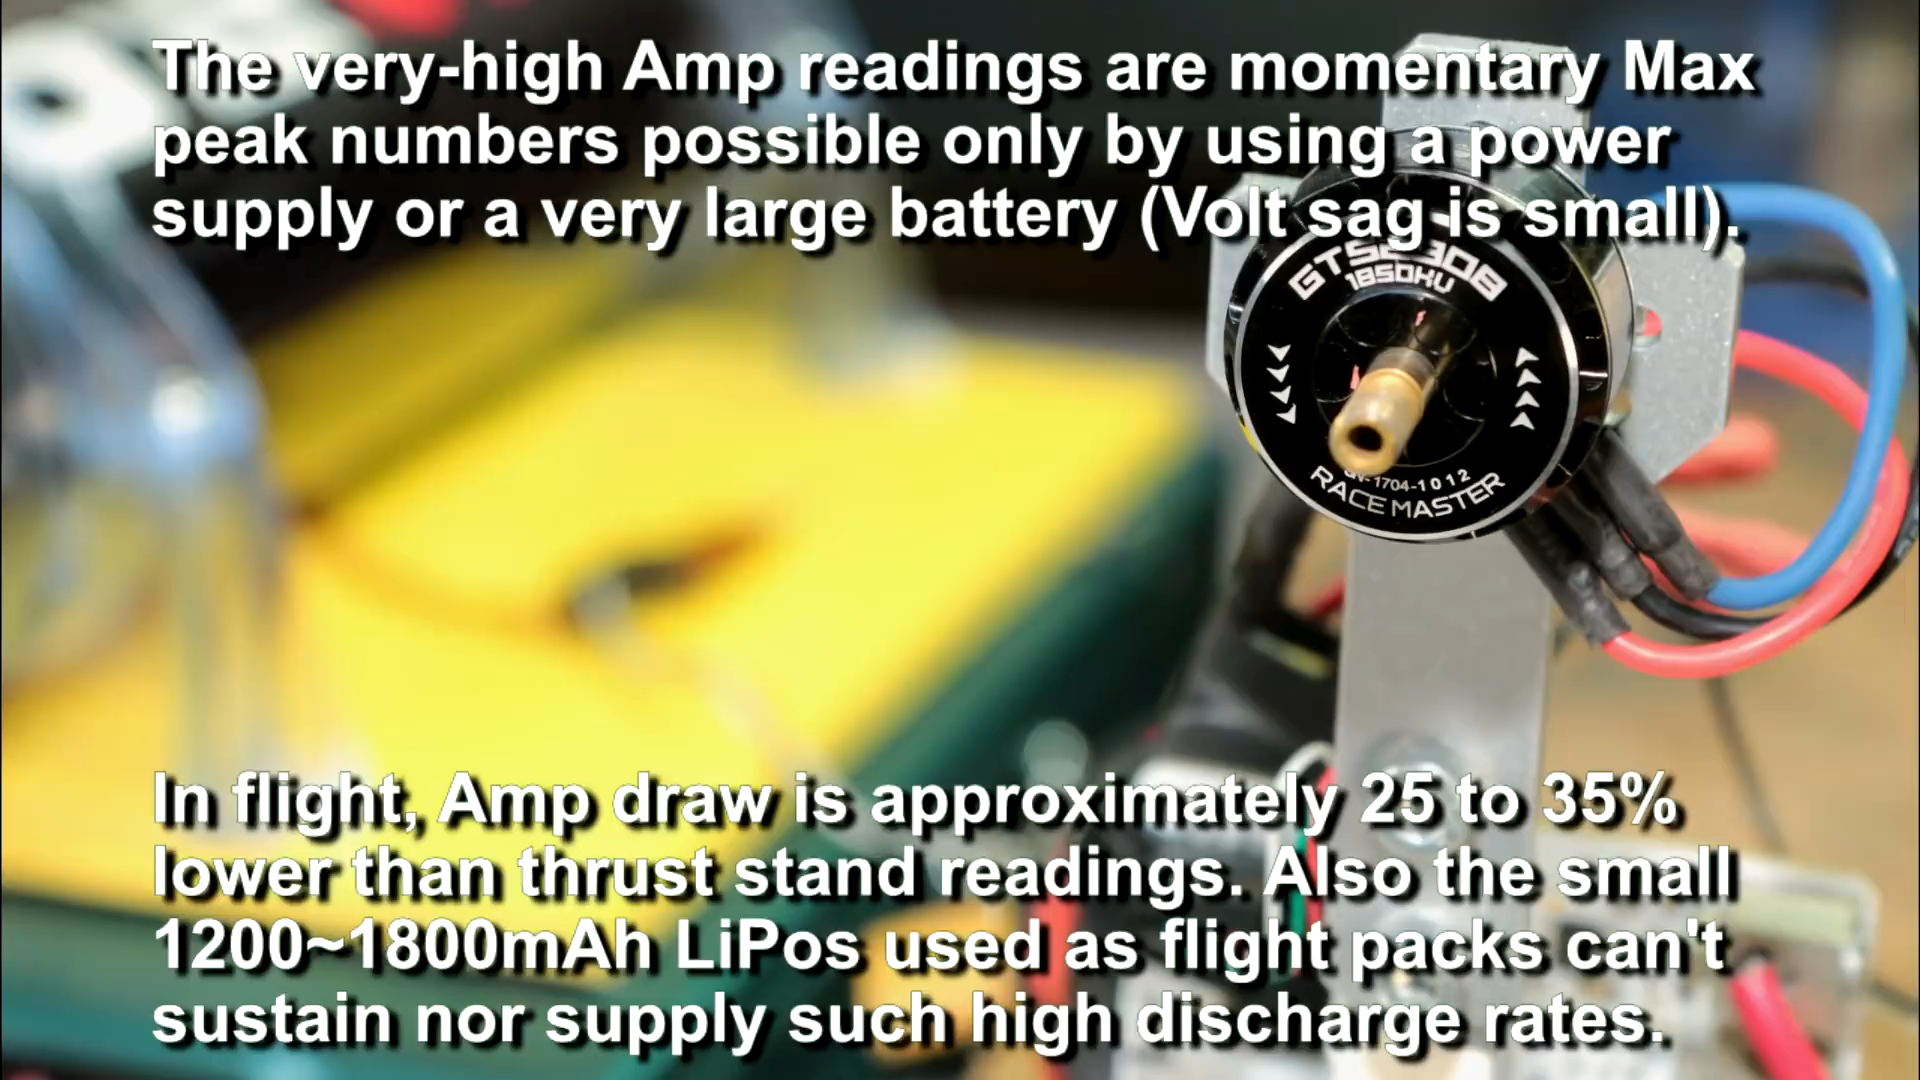 The very-high Amp readings are momentary Max
peak numbers possible only by using a power
supply or a very large battery (Volt sag is small).
GTS2308
1850KV
1704-1012
RACE MASTER
In flight, Amp draw is approximately 25 to 35%
lower than thrust stand readings. Also the small
1200~1800mAh LiPos used as flight packs can't
sustain nor supply such high discharge rates.